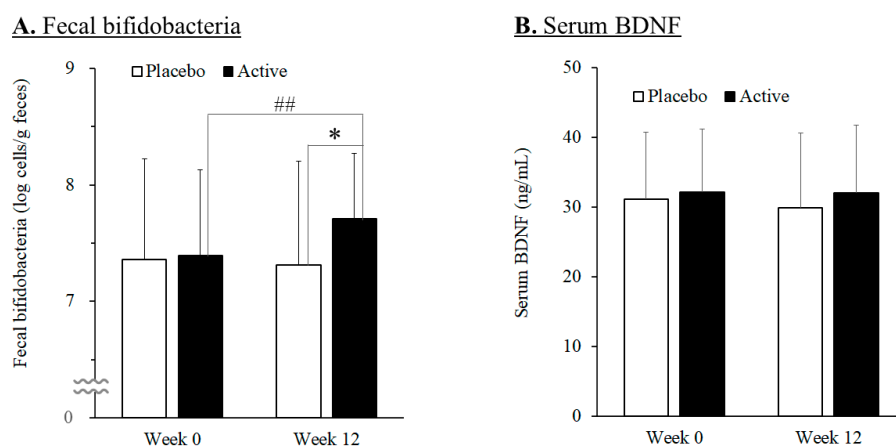 A. Fecal bifidobacteria
Fecal bifidobacteria (log cells/g feces)
9
8
7
0
Placebo Active
##
*
Week 0 Week 12
B. Serum BDNF
Serum BDNF (ng/mL)
50
40
30
20
10
0
Placebo Active
Week 0 Week 12